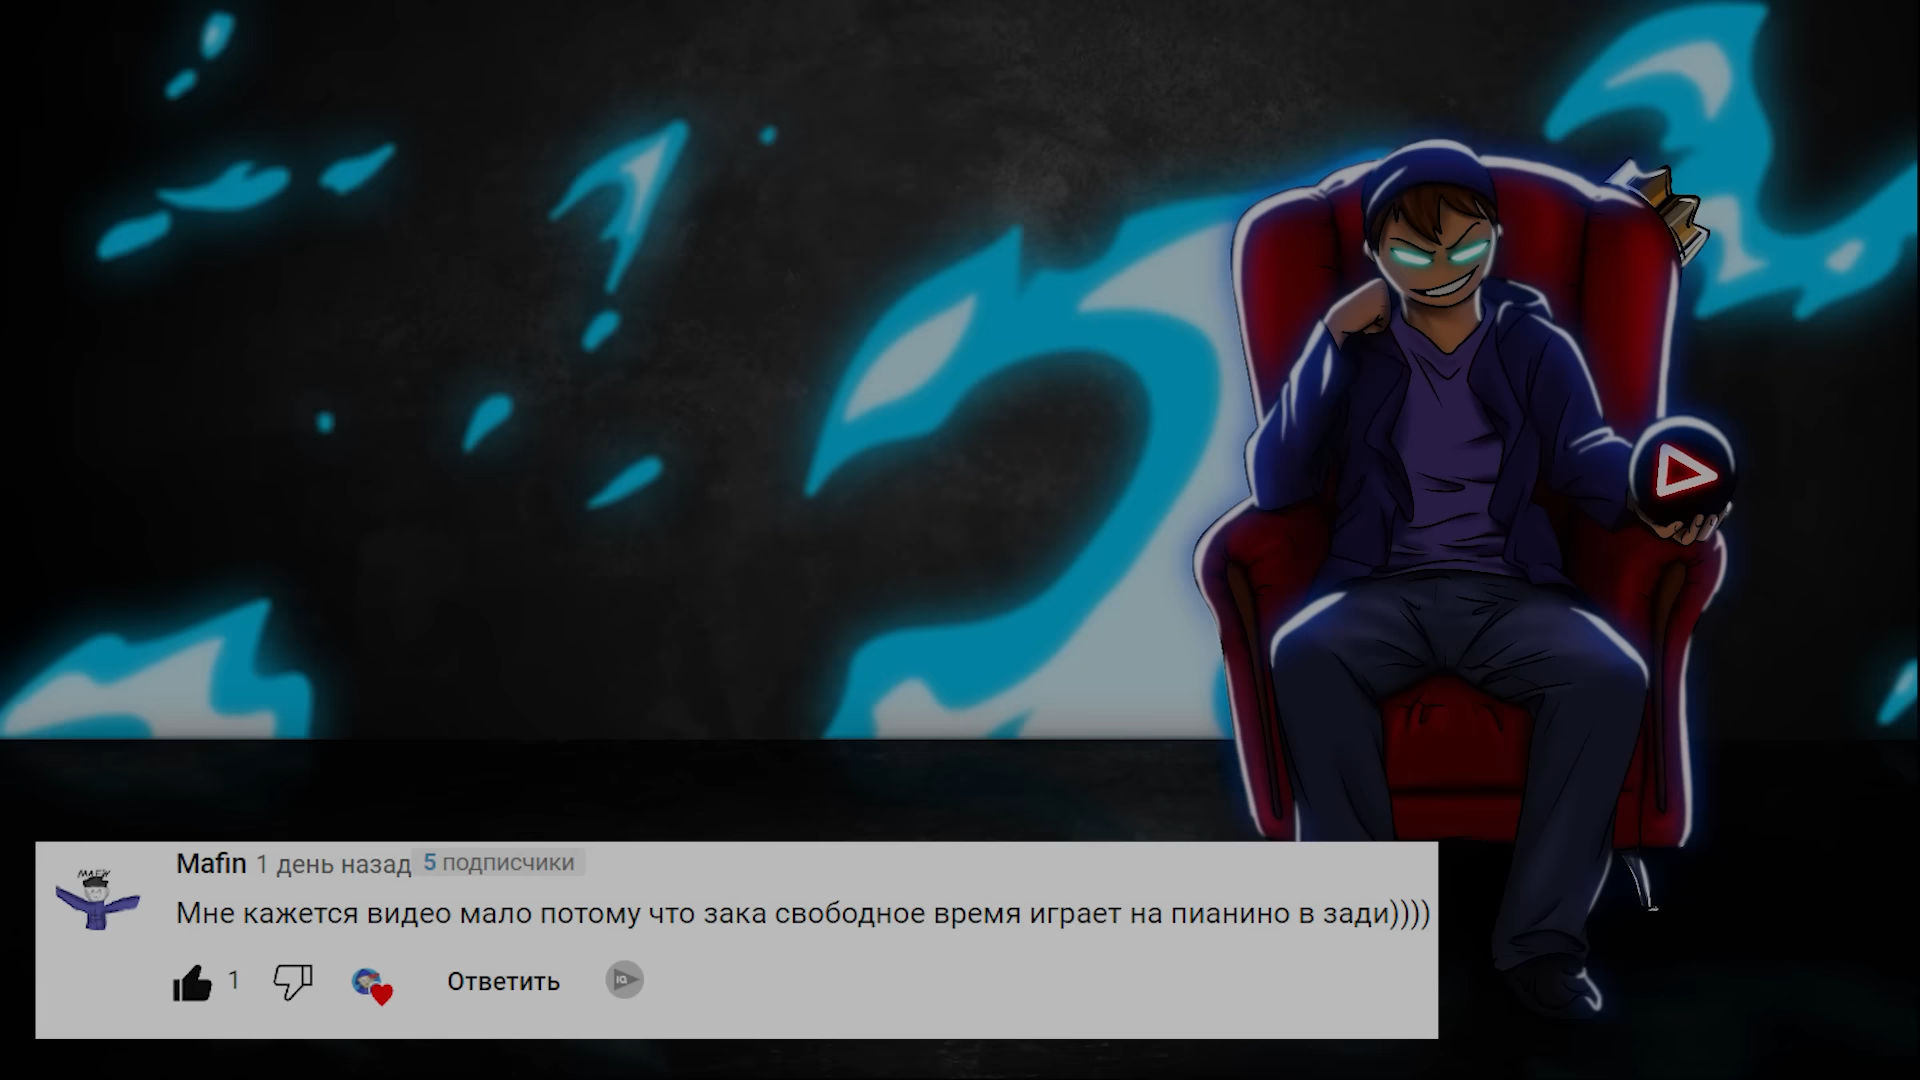 Mafin 1 день назад 5 подписчики
Мне кажется видео мало потому что зака свободное время играет на пианино в зади))))
1 Ответить